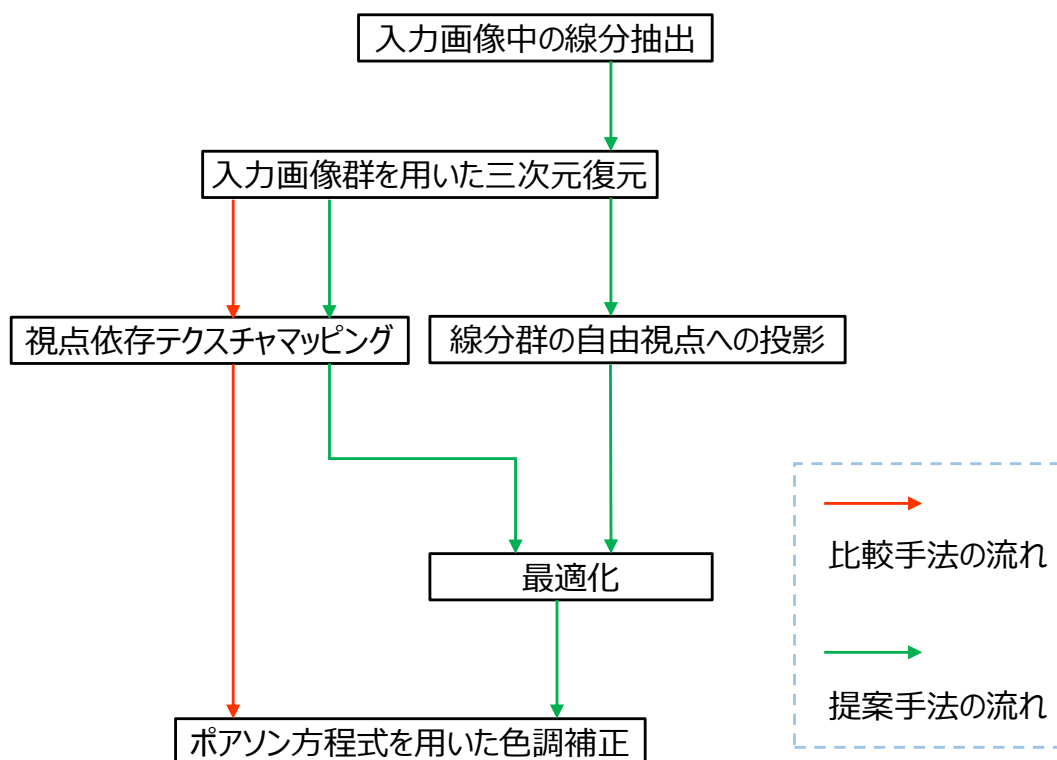 入力画像中の線分抽出
入力画像群を用いた三次元復元
視点依存テクスチャマッピング
線分群の自由視点への投影
最適化
ポアソン方程式を用いた色調補正
比較手法の流れ
提案手法の流れ